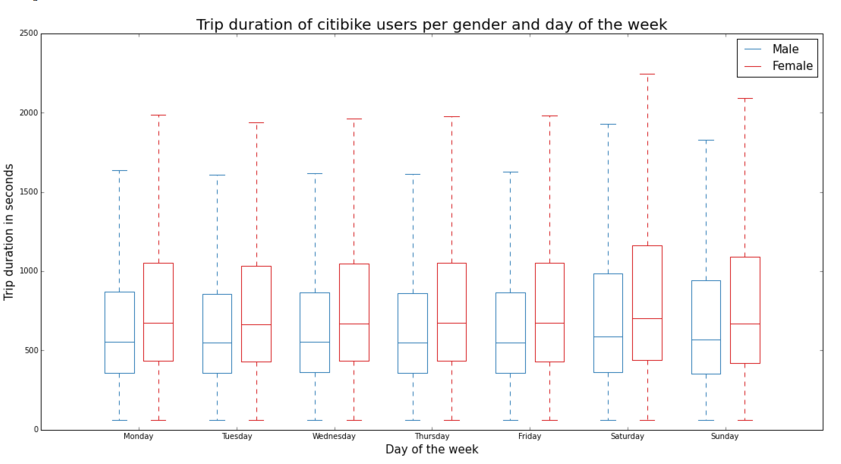 Trip duration of citibike users per gender and day of the week
2500
2000
1500
1000
500
0
Trip duration in seconds
Male
Female
Monday Tuesday Wednesday Thursday Friday Saturday Sunday
Day of the week